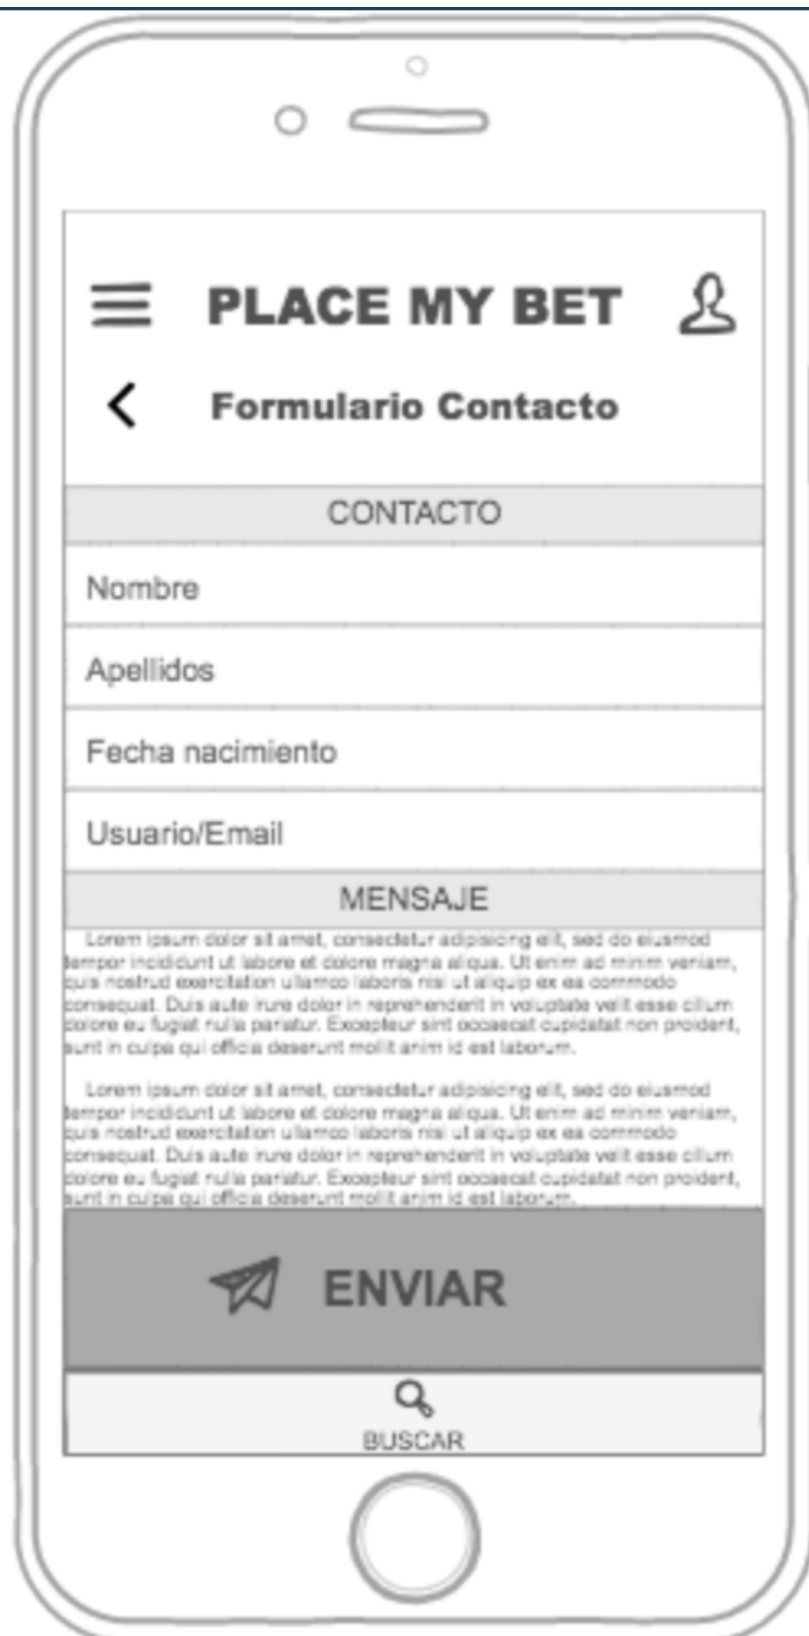 PLACE MY BET
Formulario Contacto
CONTACTO
Nombre
Apellidos
Fecha nacimiento
Usuario/Email
MENSAJE
Lorem ipsum dolor sit amet, consectetur adipisicing elit, sed do eiusmod
tempor incididunt ut labore et dolore magna aliqua. Ut enim ad minim veniam,
quis nostrud exercitation ullamco laboris nisi ut aliquip ex ea commodo
consequat. Duis aute irure dolor in reprehenderit in voluptate velit esse cillum
dolore eu fugiat nulla pariatur. Excepteur sint occaecat cupidatat non proident,
sunt in culpa qui officia deserunt mollit anim id est laborum.
Lorem ipsum dolor sit amet, consectetur adipisicing elit, sed do eiusmod
tempor incididunt ut labore et dolore magna aliqua. Ut enim ad minim veniam,
quis nostrud exercitation ullamco laboris nisi ut aliquip ex ea commodo
consequat. Duis aute irure dolor in reprehenderit in voluptate velit esse cillum
dolore eu fugiat nulla pariatur. Excepteur sint occaecat cupidatat non proident,
sunt in culpa qui officia deserunt mollit anim id est laborum.
ENVIAR
BUSCAR